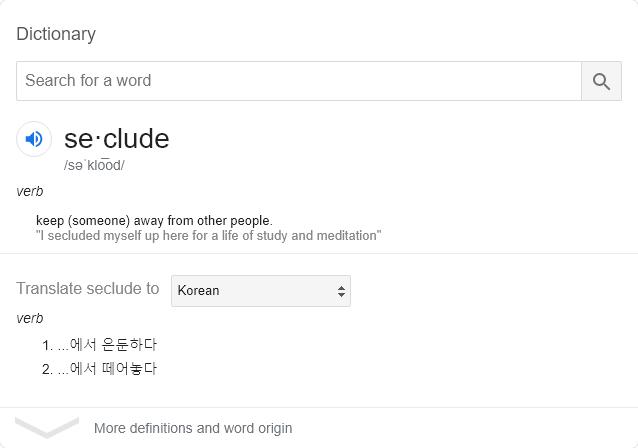 Dictionary
Search for a word
se·clude
/səˈklo͞od/
verb
keep (someone) away from other people.
"I secluded myself up here for a life of study and meditation"
Translate seclude to Korean
verb
1. ...에서 은둔하다
2. ...에서 떼어놓다
More definitions and word origin